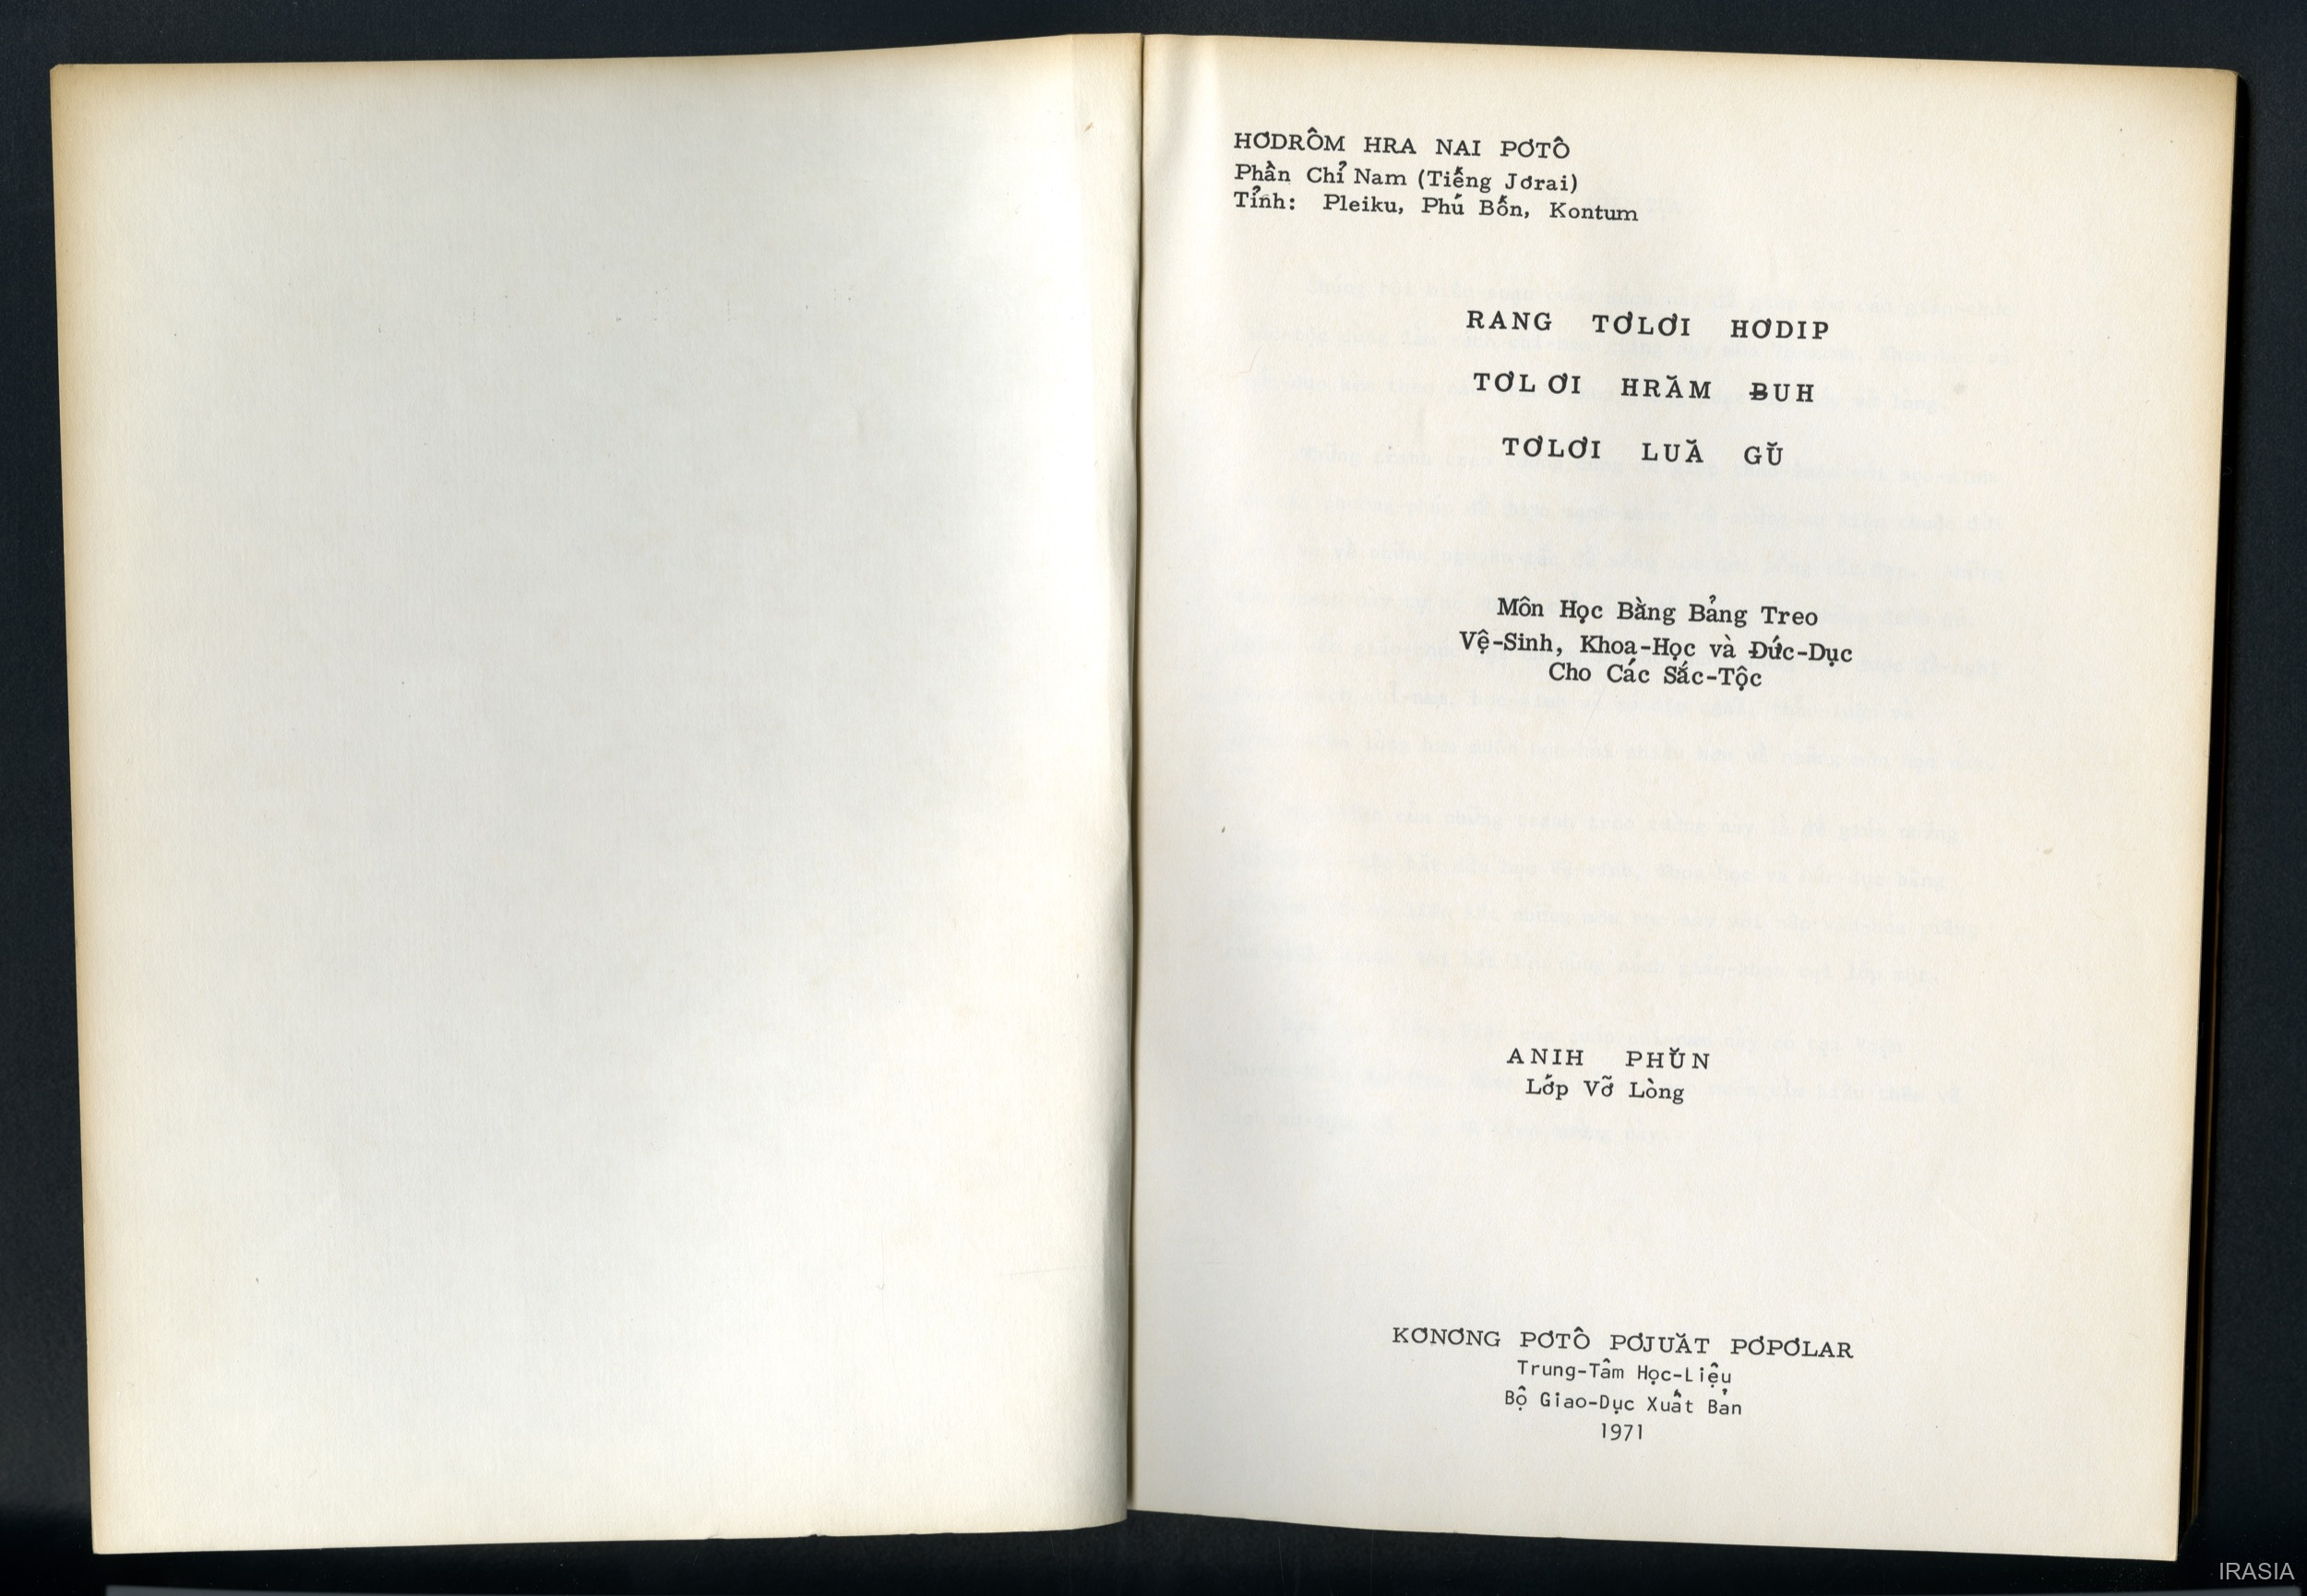 HƠDRÔM HRA NAI PƠTÔ
Phần Chỉ Nam (Tiếng Jơrai)
Tỉnh: Pleiku, Phú Bổn, Kontum
RANG TƠLƠI HƠDIP
TƠLƠI HRĂM ƀUH
TƠLƠI LUĂ GŬ
Môn Học Bằng Bảng Treo
Vệ-Sinh, Khoa-Học và Đức-Dục
Cho Các Sắc-Tộc
ANIH PHŬN
Lớp Vỡ Lòng
KƠNƠNG PƠTÔ PƠJUĂT PƠPƠLAR
Trung-Tâm Học-Liệu
Bộ Giao-Dục Xuất Bản
1971
IRASIA